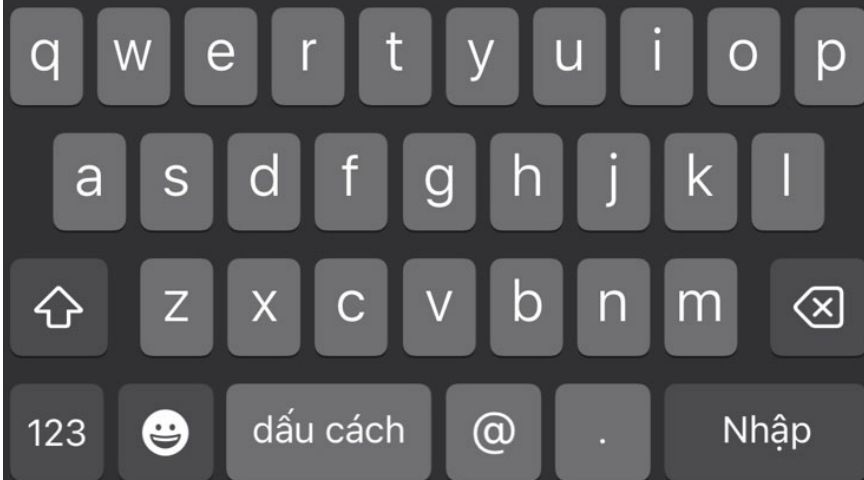 q w e r t y u i o p
a s d f g h j k l
z x c v b n m
123 dấu cách @ . Nhập